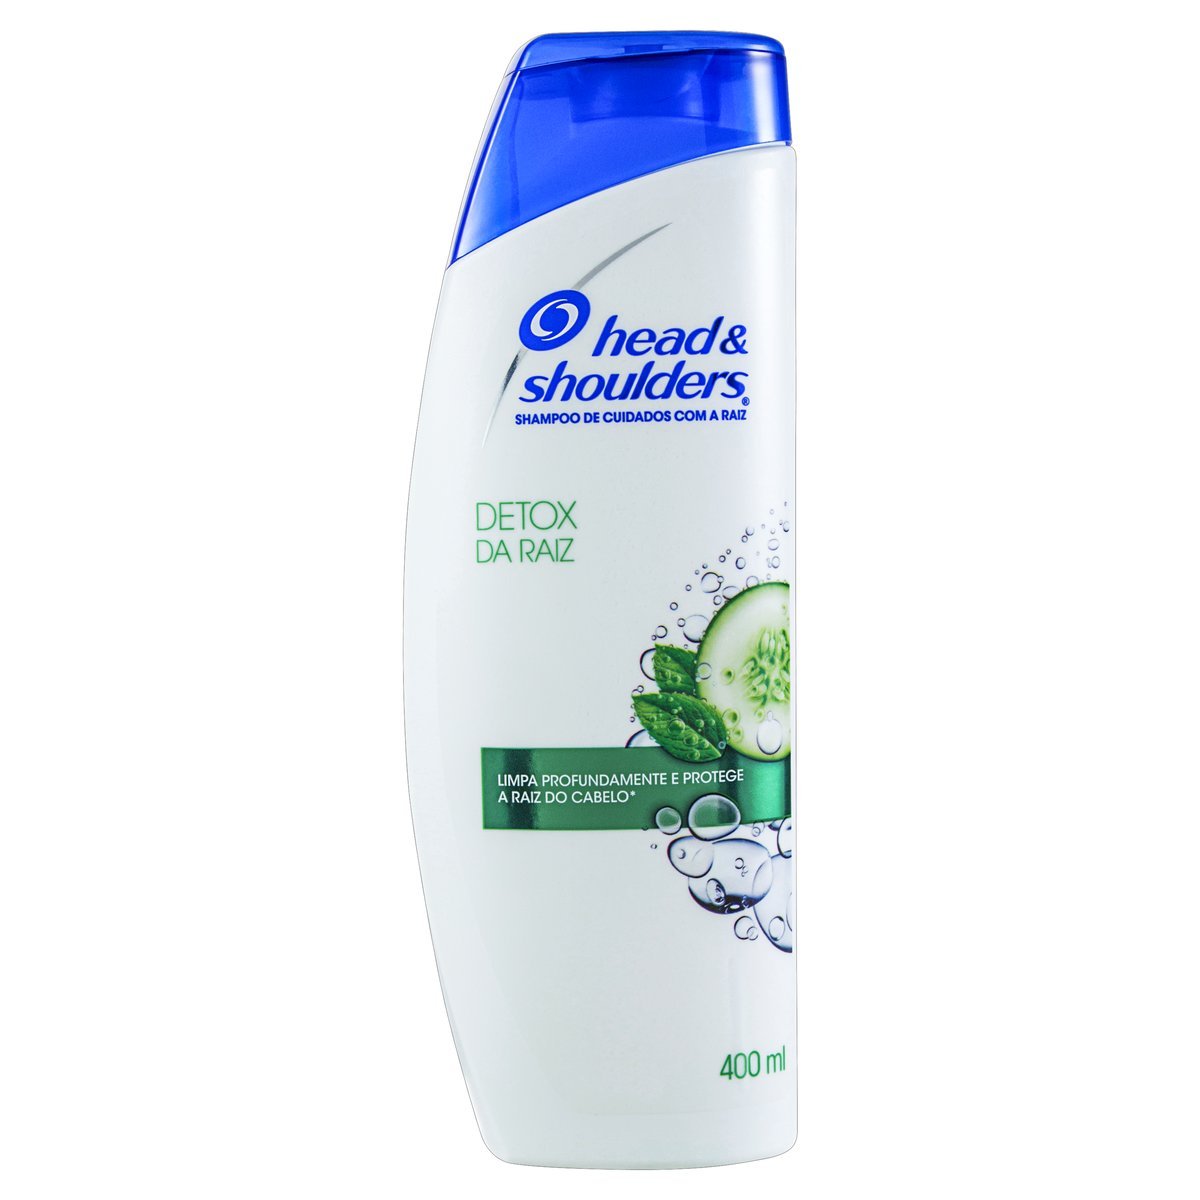 head &
shoulders®
SHAMPOO DE CUIDADOS COM A RAIZ
DETOX
DA RAIZ
LIMPA PROFUNDAMENTE E PROTEGE
A RAIZ DO CABELO*
400 ml